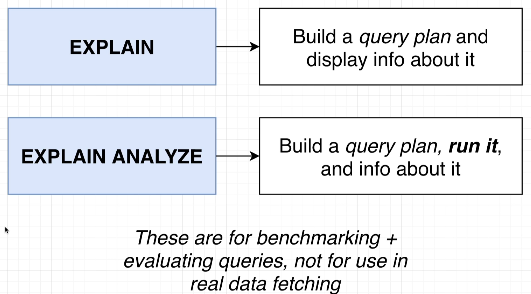 EXPLAIN
Build a query plan and
display info about it
EXPLAIN ANALYZE
Build a query plan, run it,
and info about it
These are for benchmarking +
evaluating queries, not for use in
real data fetching